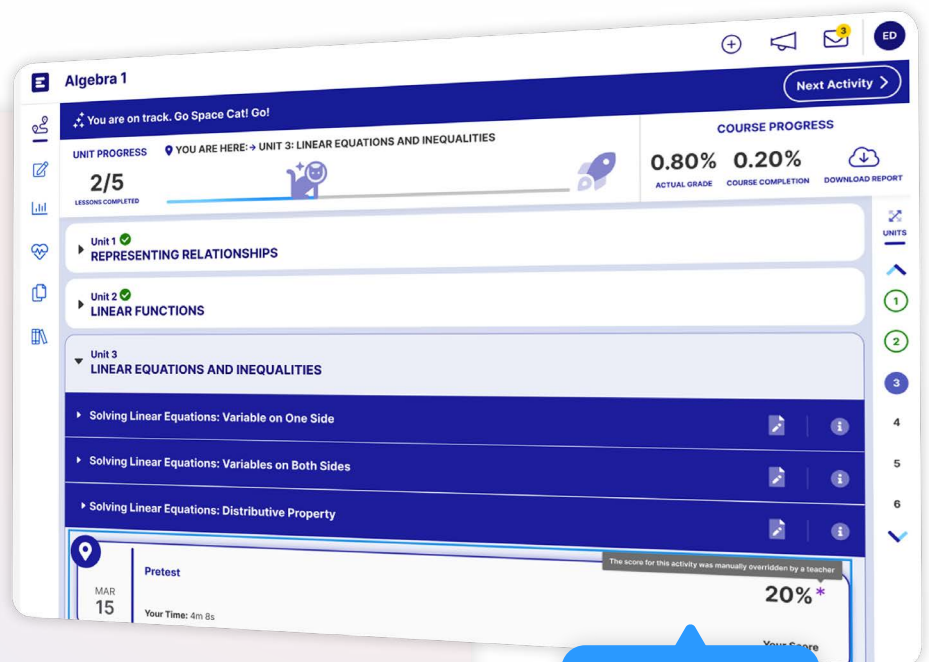 E
Algebra 1
3
ED
You are on track. Go Space Cat! Go!
Next Activity >
UNIT PROGRESS
YOU ARE HERE:→ UNIT 3: LINEAR EQUATIONS AND INEQUALITIES
2/5
LESSONS COMPLETED
COURSE PROGRESS
0.80%
ACTUAL GRADE
0.20%
COURSE COMPLETION
DOWNLOAD REPORT
Unit 1
REPRESENTING RELATIONSHIPS
Unit 2
LINEAR FUNCTIONS
Unit 3
LINEAR EQUATIONS AND INEQUALITIES
Solving Linear Equations: Variable on One Side
i
Solving Linear Equations: Variables on Both Sides
i
Solving Linear Equations: Distributive Property
i
MAR
15
Pretest
Your Time: 4m 8s
The score for this activity was manually overridden by a teacher
20%*
Your Score
UNITS
1
2
3
4
5
6